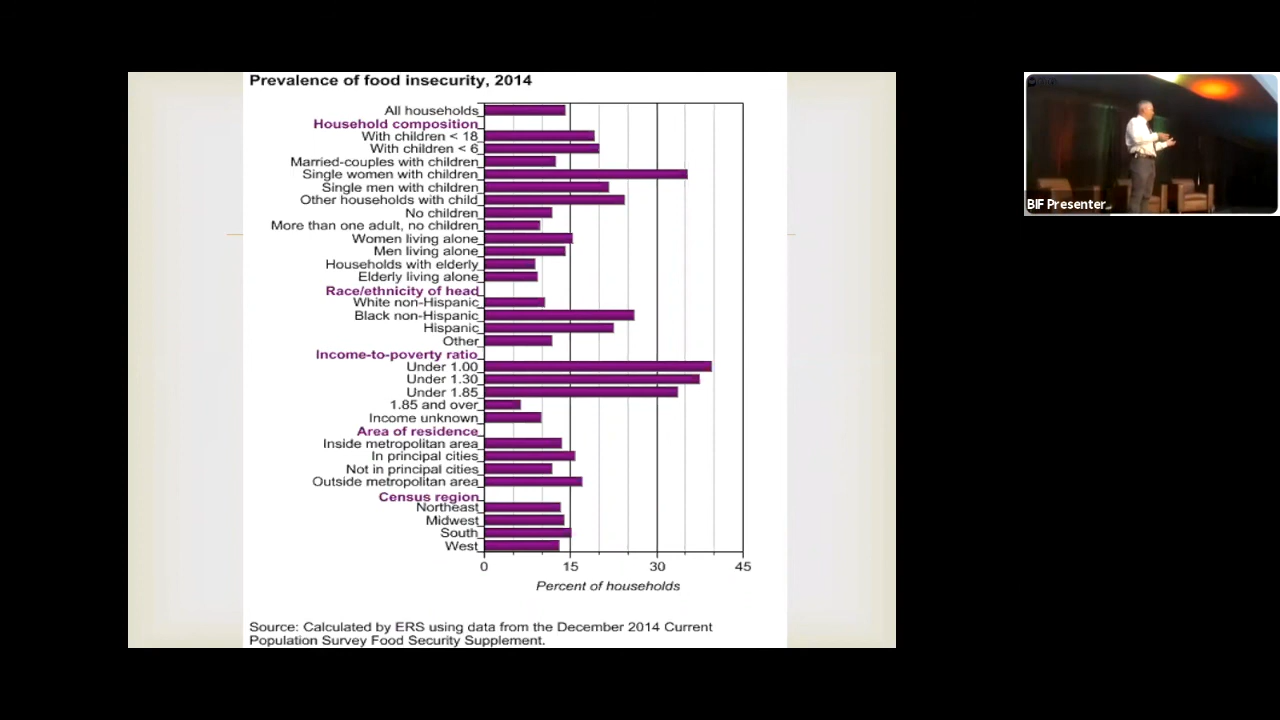 Prevalence of food insecurity, 2014
All households
Household composition
With children < 18
With children < 6
Married-couples with children
Single women with children
Single men with children
Other households with child
No children
More than one adult, no children
Women living alone
Men living alone
Households with elderly
Elderly living alone
Race/ethnicity of head
White non-Hispanic
Black non-Hispanic
Hispanic
Other
Income-to-poverty ratio
Under 1.00
Under 1.30
Under 1.85
1.85 and over
Income unknown
Area of residence
Inside metropolitan area
In principal cities
Not in principal cities
Outside metropolitan area
Census region
Northeast
Midwest
South
West
0 15 30 45
Percent of households
Source: Calculated by ERS using data from the December 2014 Current
Population Survey Food Security Supplement.
BIF Presenter